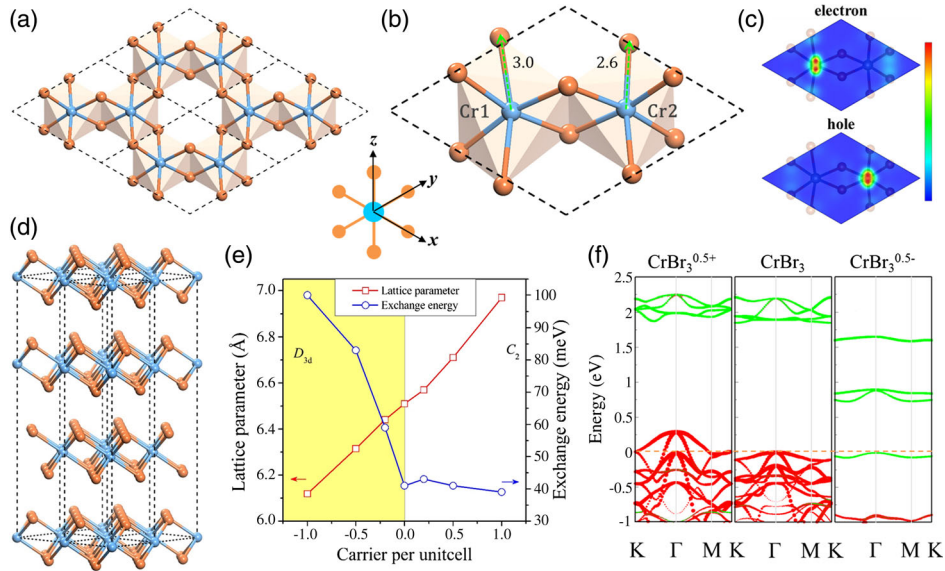 (a)
(b)
3.0
2.6
Cr1
Cr2
(c)
electron
hole
z
y
x
(d)
(e)
Lattice parameter
Exchange energy
D3d
C2
7.0
6.8
6.6
6.4
6.2
6.0
Lattice parameter (Å)
100
90
80
70
60
50
40
30
Exchange energy (meV)
-1.0 -0.5 0.0 0.5 1.0
Carrier per unitcell
(f)
CrBr3^0.5+ CrBr3 CrBr3^0.5-
2.5
2
1.5
1
0.5
0
-0.5
-1
Energy (eV)
K Γ M K Γ M K Γ M K